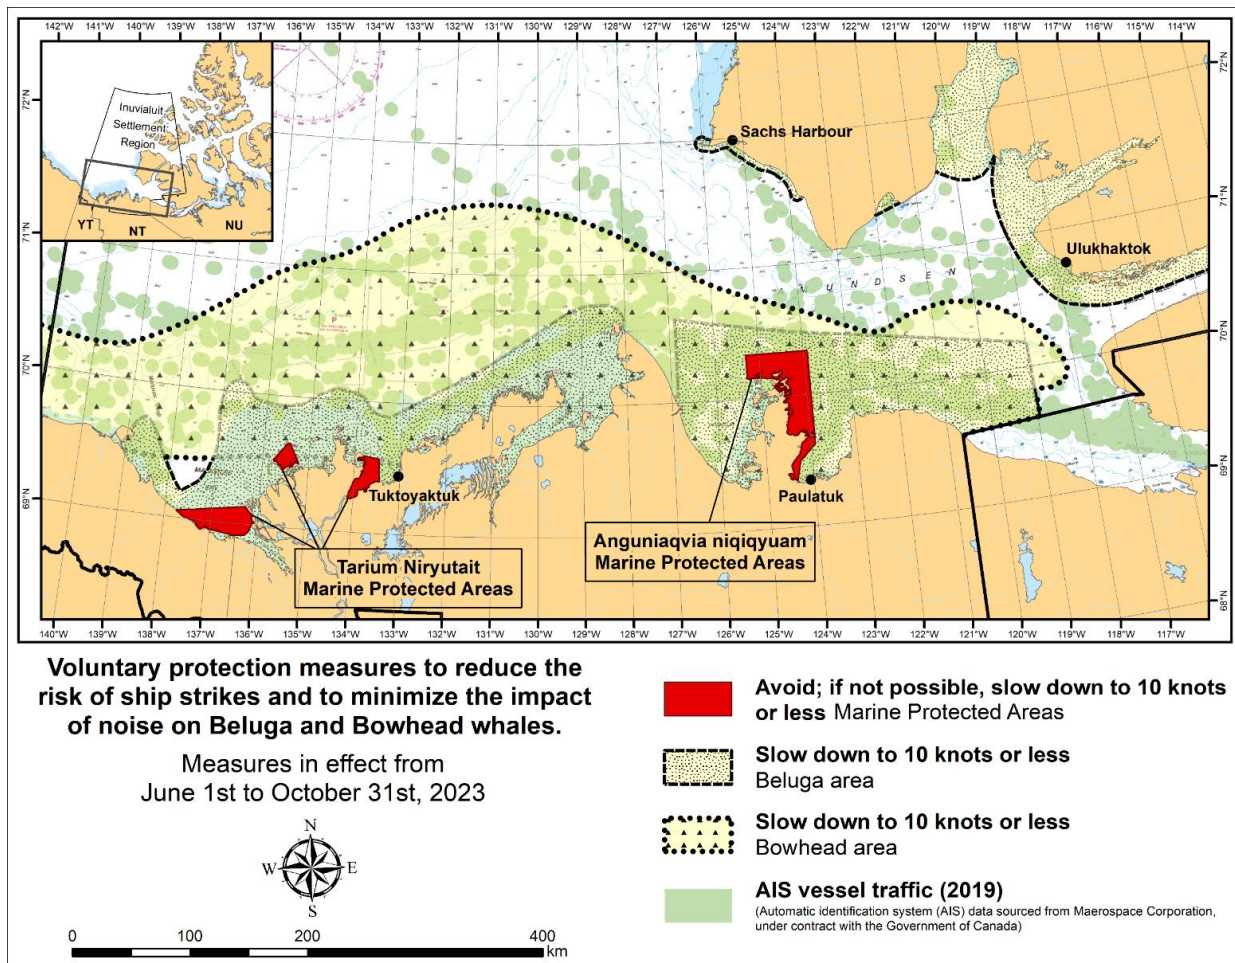 142°W 141°W 140°W 139°W 138°W 137°W 136°W 135°W 134°W 133°W 132°W 131°W 130°W 129°W 128°W 127°W 126°W 125°W 124°W 123°W 122°W 121°W 120°W 119°W 118°W 117°W 114°W
72°N
71°N
70°N
69°N
72°N
71°N
70°N
69°N
68°N
Inuvialuit
Settlement
Region
YT
NT
NU
Sachs Harbour
Ulukhaktok
UNDSEN
Tuktoyaktuk
Paulatuk
Tarium Niryutait
Marine Protected Areas
Anguniaqvia niqiqyuam
Marine Protected Areas
140°W 139°W 138°W 137°W 136°W 135°W 134°W 133°W 132°W 131°W 130°W 129°W 128°W 127°W 126°W 125°W 124°W 123°W 122°W 121°W 120°W 119°W 118°W 117°W
Voluntary protection measures to reduce the
risk of ship strikes and to minimize the impact
of noise on Beluga and Bowhead whales.
Measures in effect from
June 1st to October 31st, 2023
N
W
E
S
0 100 200 400
km
Avoid; if not possible, slow down to 10 knots
or less Marine Protected Areas
Slow down to 10 knots or less
Beluga area
Slow down to 10 knots or less
Bowhead area
AIS vessel traffic (2019)
(Automatic identification system (AIS) data sourced from Maerospace Corporation,
under contract with the Government of Canada)